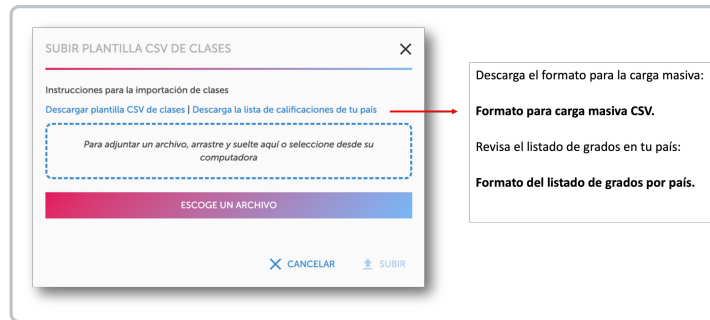 SUBIR PLANTILLA CSV DE CLASES
Instrucciones para la importación de clases
Descargar plantilla CSV de clases | Descarga la lista de calificaciones de tu país
Para adjuntar un archivo, arrastre y suelte aquí o seleccione desde su
computadora
ESCOGE UN ARCHIVO
CANCELAR
SUBIR
Descarga el formato para la carga masiva:
Formato para carga masiva CSV.
Revisa el listado de grados en tu país:
Formato del listado de grados por país.